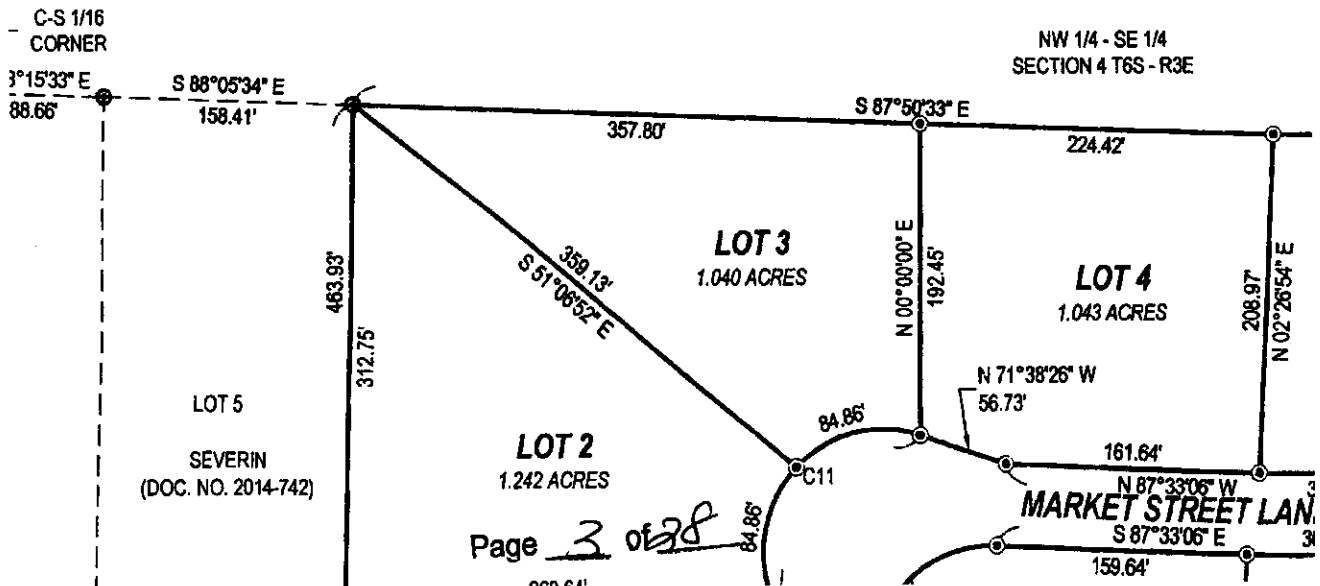 C-S 1/16
CORNER
NW 1/4 - SE 1/4
SECTION 4 T6S - R3E
3°15'33" E
88.66'
S 88°05'34" E
158.41'
S 87°50'33" E
357.80'
224.42'
LOT 3
1.040 ACRES
LOT 4
1.043 ACRES
359.13'
S 51°06'52" E
463.93'
312.75'
N 00°00'00" E
192.45'
208.97'
N 02°26'54" E
N 71°38'26" W
56.73'
LOT 5
SEVERIN
(DOC. NO. 2014-742)
LOT 2
1.242 ACRES
84.86'
C11
84.86'
161.64'
N 87°33'06" W
MARKET STREET LAN
S 87°33'06" E
159.64'
Page 3 of 38